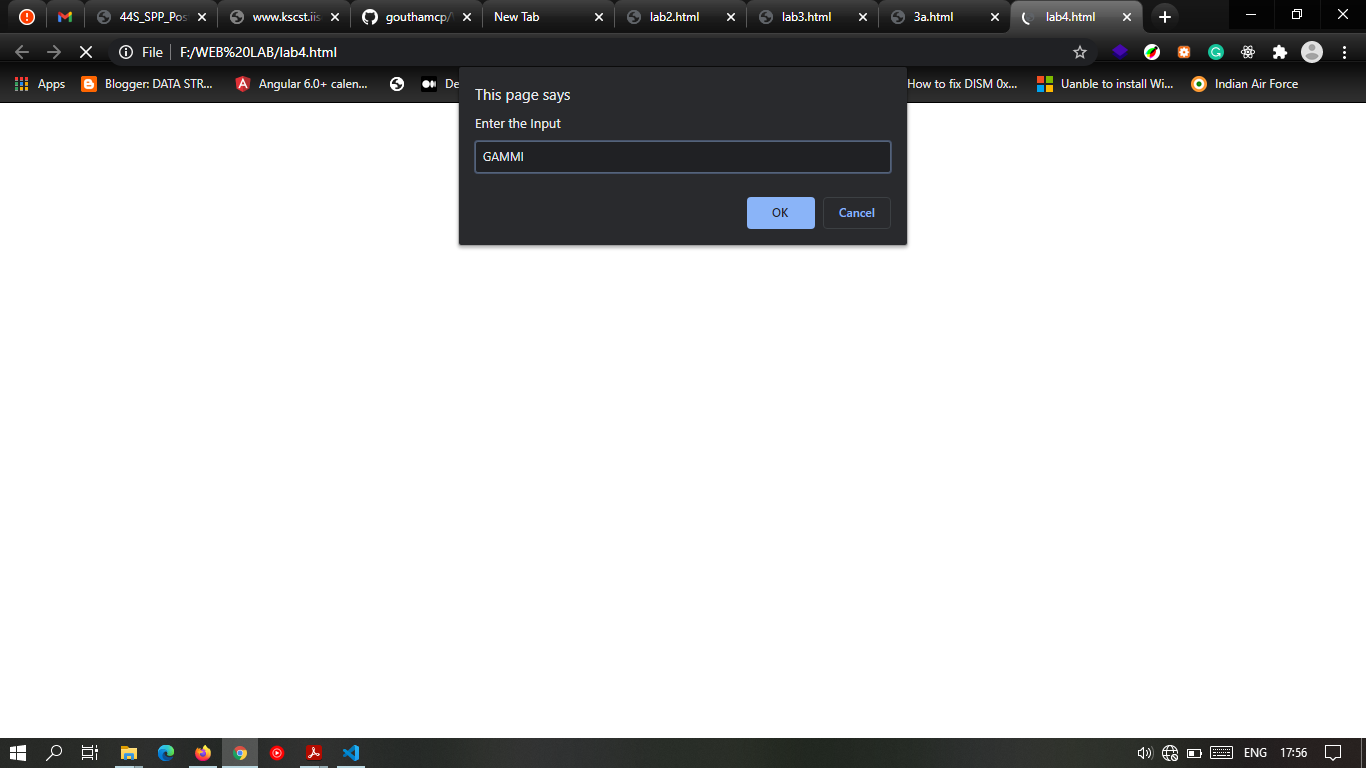 44S_SPP_Pos
www.kscst.iis
gouthamcp/
New Tab
lab2.html
lab3.html
3a.html
lab4.html
File
F:/WEB%20LAB/lab4.html
Apps
Blogger: DATA STR...
Angular 6.0+ calen...
De
How to fix DISM 0x...
Uanble to install Wi...
Indian Air Force
This page says
Enter the Input
GAMMI
OK
Cancel
ENG
17:56